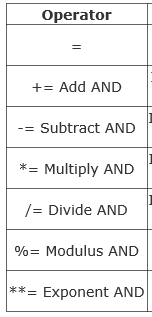 Operator
=
+= Add AND
-= Subtract AND
*= Multiply AND
/= Divide AND
%= Modulus AND
**= Exponent AND